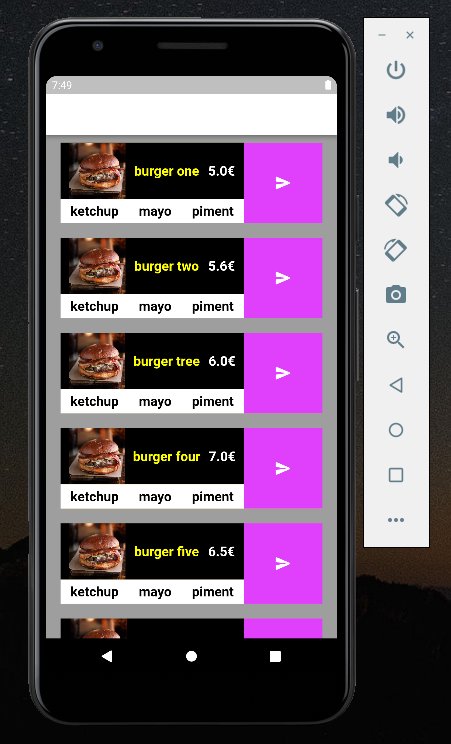 7:49
burger one 5.0€
ketchup mayo piment
burger two 5.6€
ketchup mayo piment
burger tree 6.0€
ketchup mayo piment
burger four 7.0€
ketchup mayo piment
burger five 6.5€
ketchup mayo piment